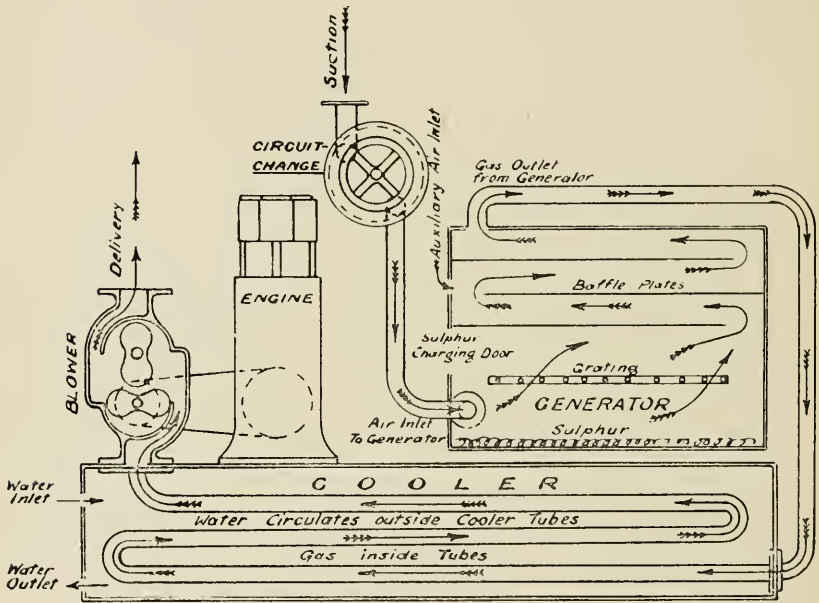 Suction
CIRCUIT-
CHANGE
Auxiliary Air Inlet
Gas Outlet
from Generator
Delivery
ENGINE
Baffle Plates
BLOWER
Sulphur
Charging Door
Grating
GENERATOR
Air Inlet
To Generator
Sulphur
COOLER
Water
Inlet
Water Circulates outside Cooler Tubes
Gas inside Tubes
Water
Outlet